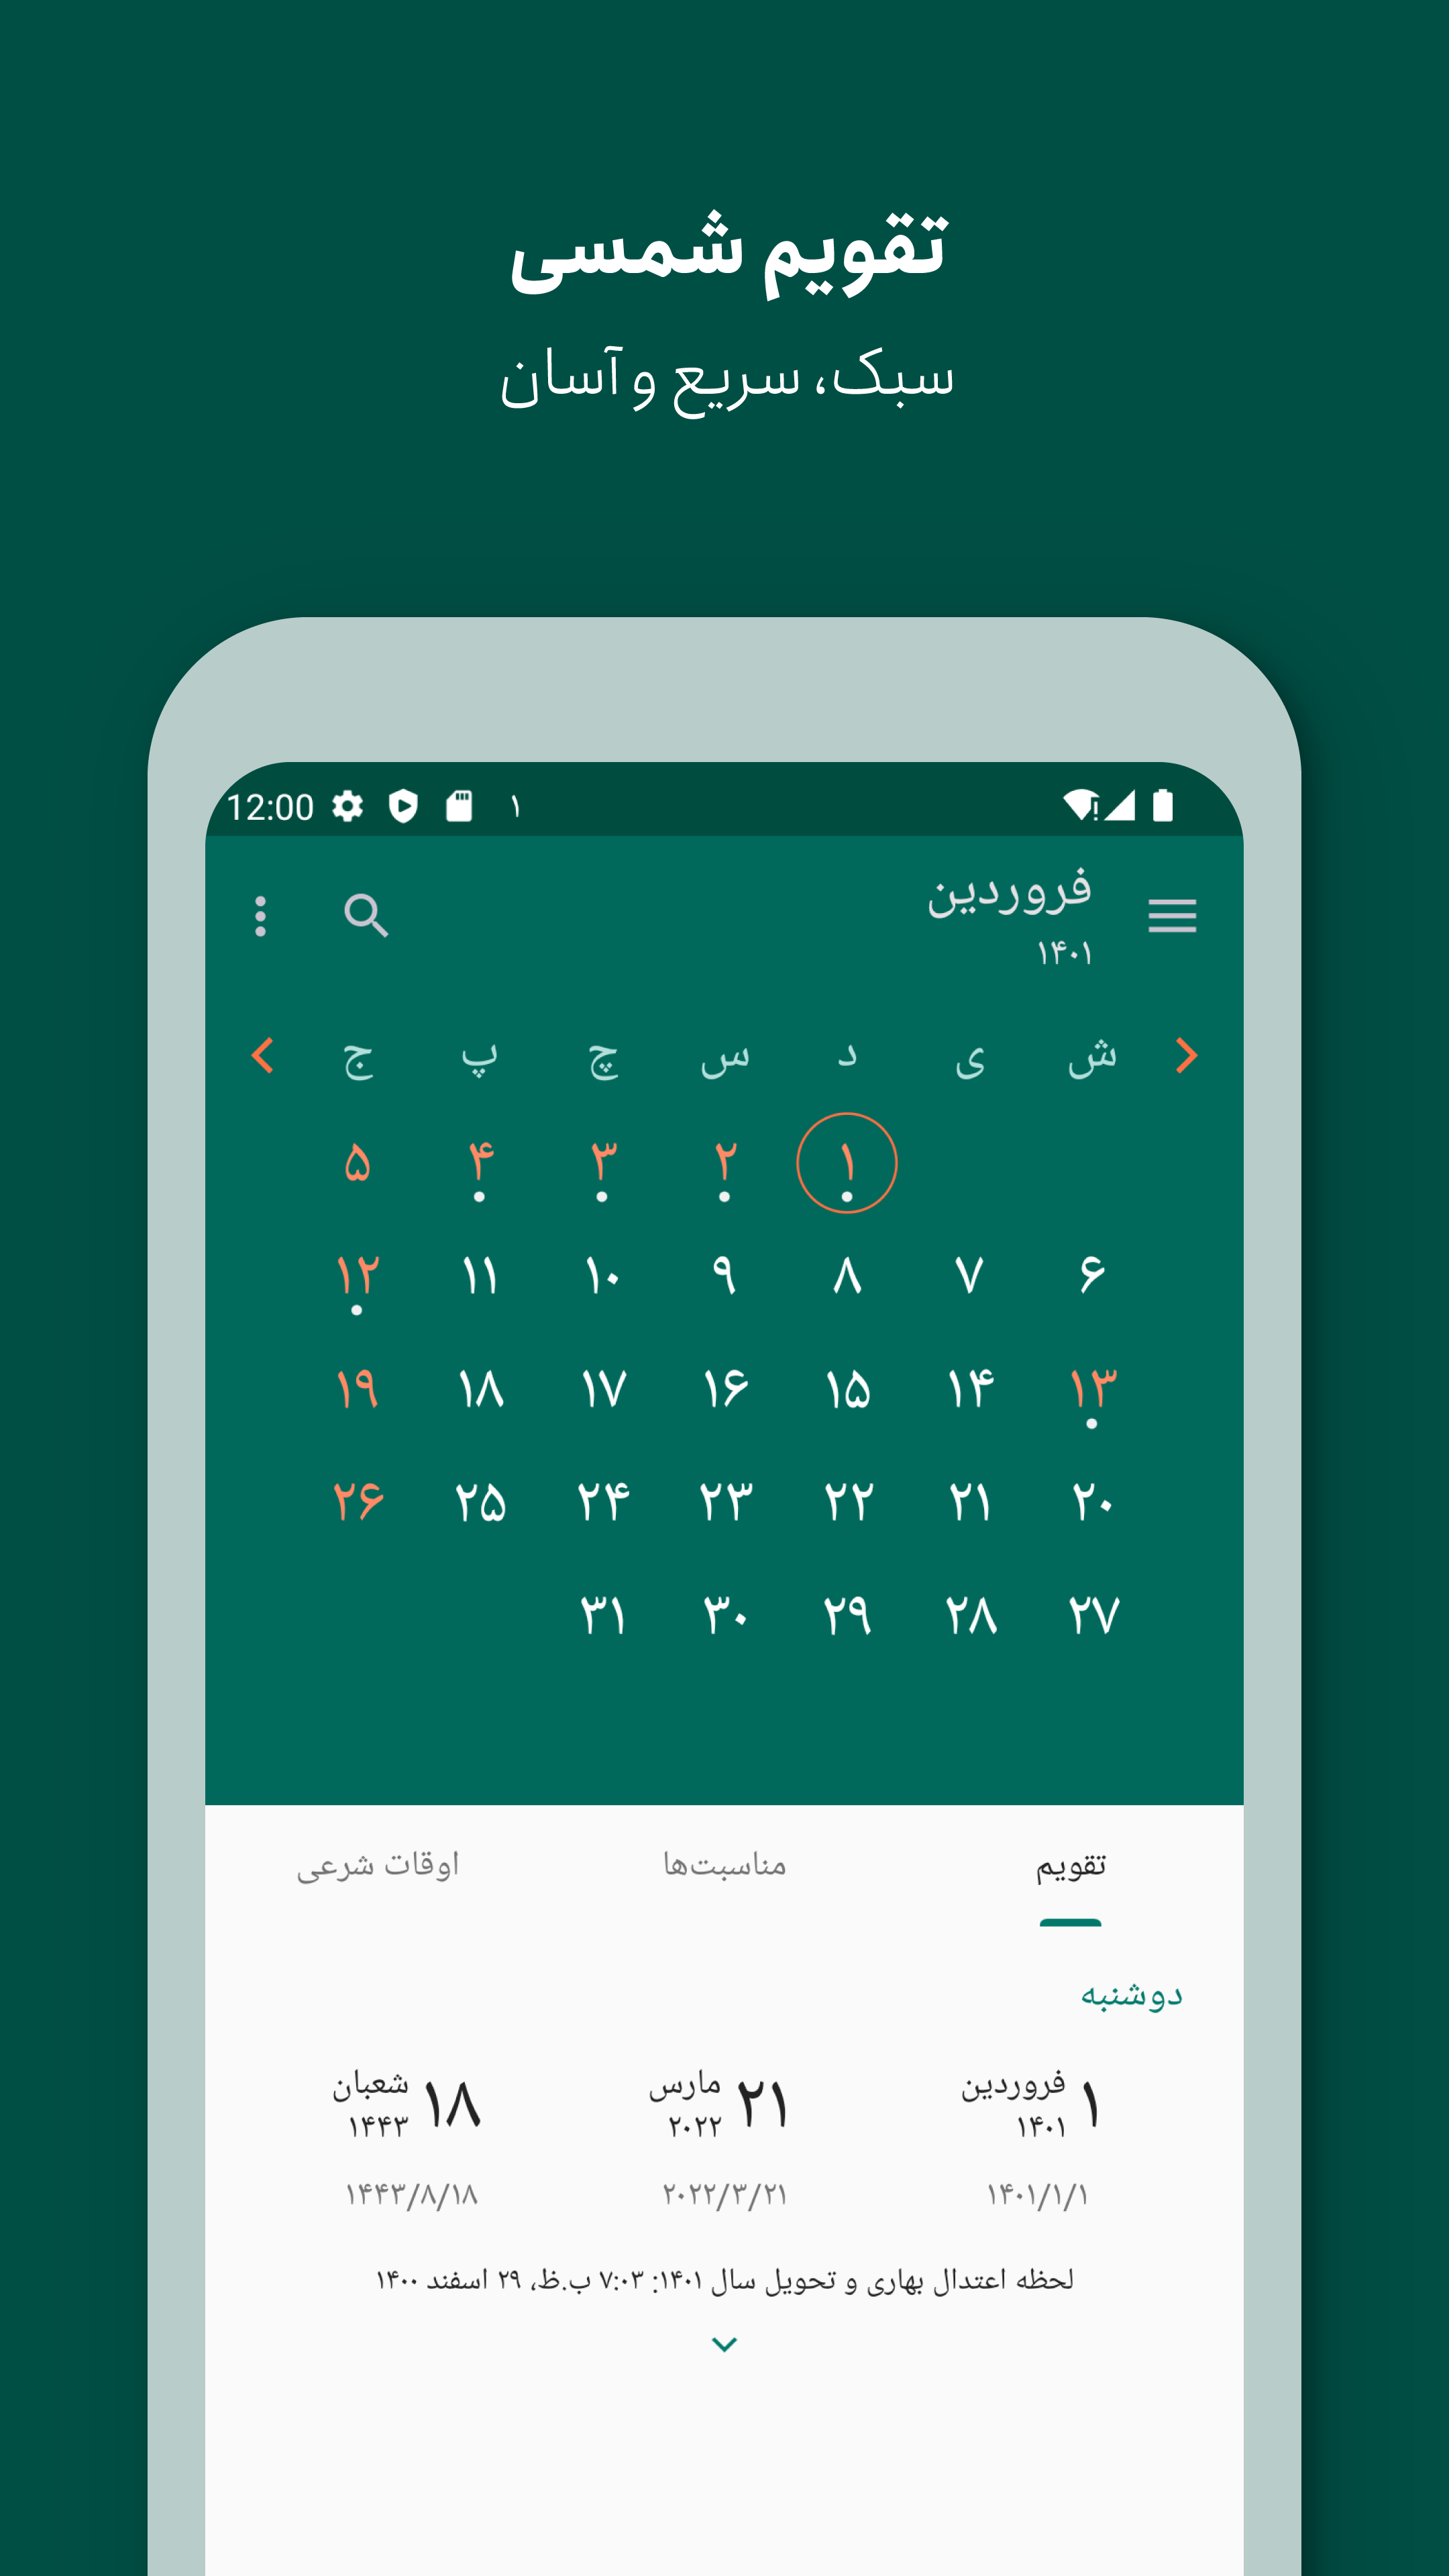 تقویم شمسی
سبک، سریع و آسان
12:00 ۱
فروردین
۱۴۰۱
ش ی د س چ پ ج
۱ ۲ ۳ ۴ ۵
۶ ۷ ۸ ۹ ۱۰ ۱۱ ۱۲
۱۳ ۱۴ ۱۵ ۱۶ ۱۷ ۱۸ ۱۹
۲۰ ۲۱ ۲۲ ۲۳ ۲۴ ۲۵ ۲۶
۲۷ ۲۸ ۲۹ ۳۰ ۳۱
تقویم مناسبت‌ها اوقات شرعی
دوشنبه
۱ فروردین ۱۴۰۱
۲۱ مارس ۲۰۲۲
۱۸ شعبان ۱۴۴۳
۱۴۰۱/۱/۱ ۲۰۲۲/۳/۲۱ ۱۴۴۳/۸/۱۸
لحظه اعتدال بهاری و تحویل سال ۱۴۰۱: ۷:۰۳ ب.ظ، ۲۹ اسفند ۱۴۰۰